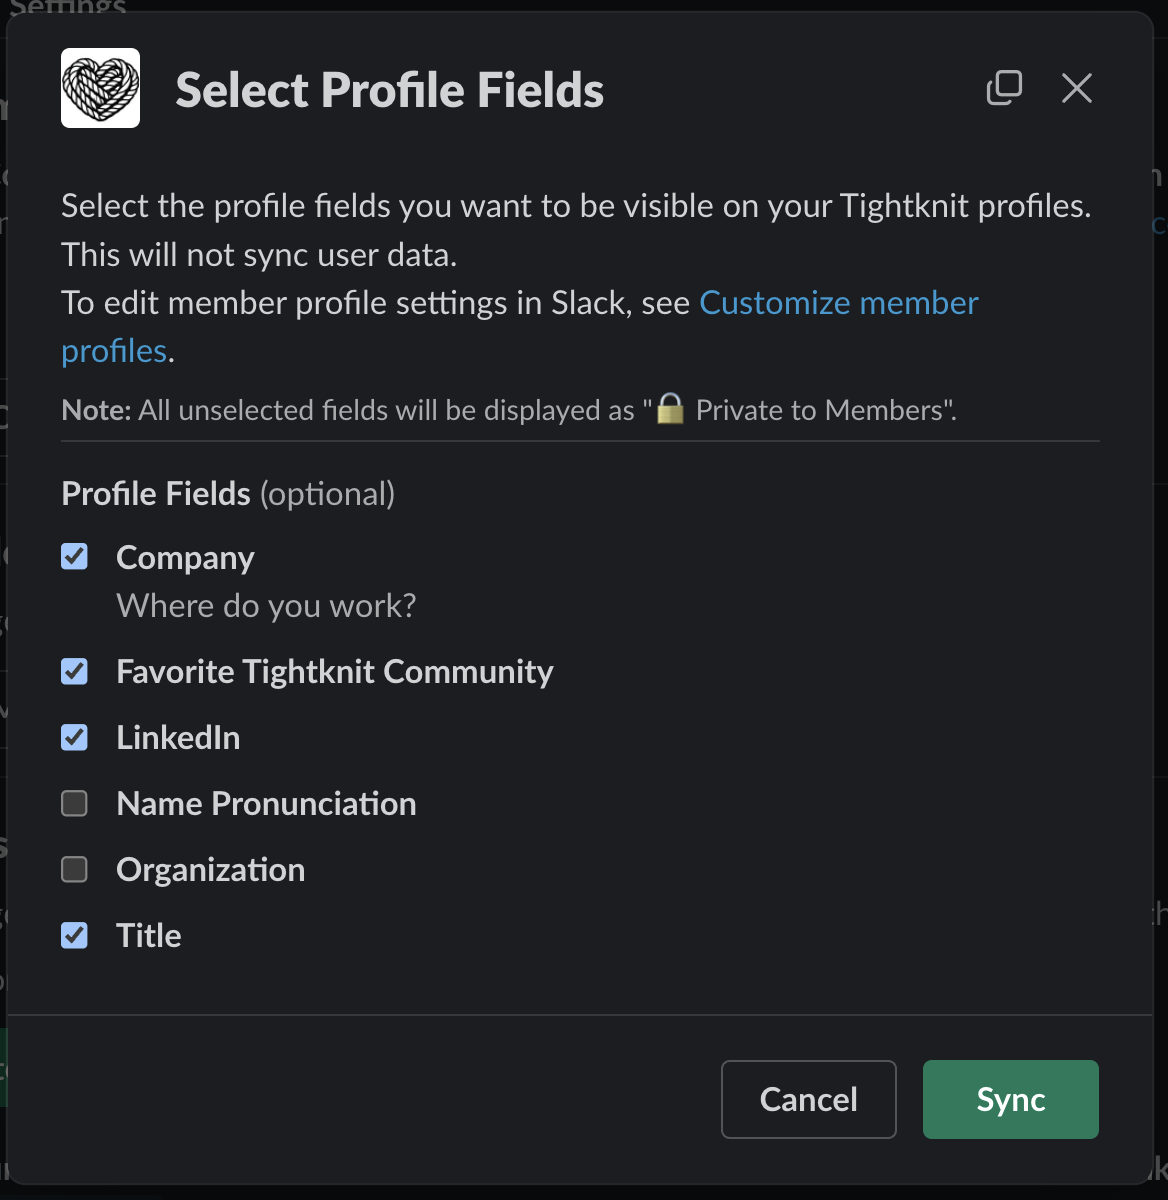 Settings
Select Profile Fields
Select the profile fields you want to be visible on your Tightknit profiles.
This will not sync user data.
To edit member profile settings in Slack, see Customize member
profiles.
Note: All unselected fields will be displayed as "🔒 Private to Members".
Profile Fields (optional)
Company
Where do you work?
Favorite Tightknit Community
LinkedIn
Name Pronunciation
Organization
Title
Cancel
Sync